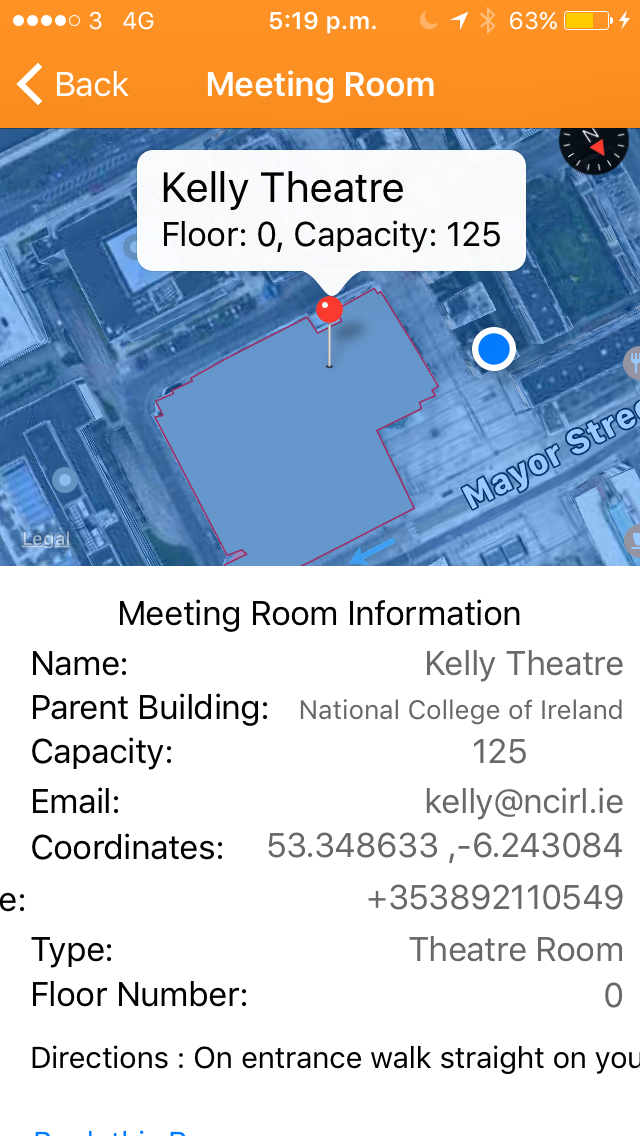 3 4G 5:19 p.m. 63%
Back Meeting Room
N
Kelly Theatre
Floor: 0, Capacity: 125
Mayor Stre
Legal
Meeting Room Information
Name: Kelly Theatre
Parent Building: National College of Ireland
Capacity: 125
Email: kelly@ncirl.ie
Coordinates: 53.348633 ,-6.243084
e: +353892110549
Type: Theatre Room
Floor Number: 0
Directions : On entrance walk straight on you